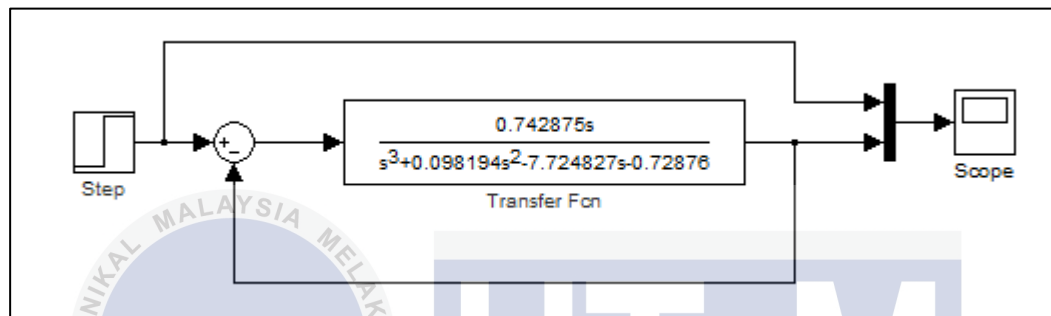 0.742875s
s³+0.098194s²-7.724827s-0.72876
Step
Transfer Fcn
Scope
MALAYSIA